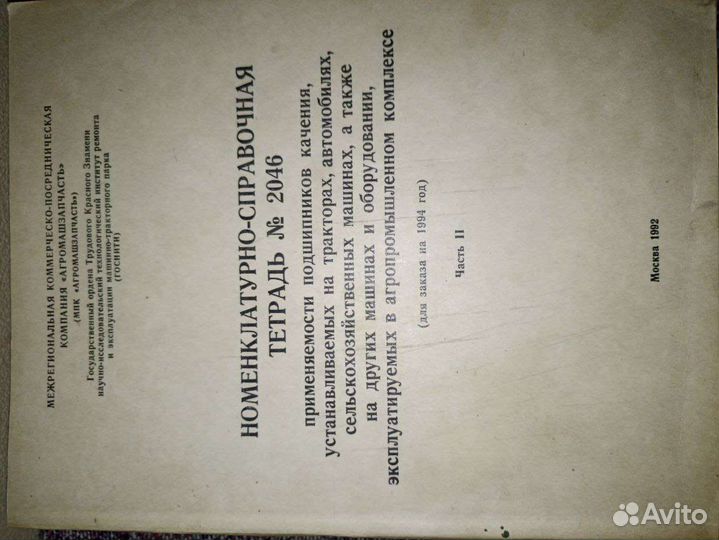 МЕЖРЕГИОНАЛЬНАЯ КОММЕРЧЕСКО-ПОСРЕДНИЧЕСКАЯ
КОМПАНИЯ «АГРОМАШЗАПЧАСТЬ»
(МПК «АГРОМАШЗАПЧАСТЬ»)
Государственный ордена Трудового Красного Знамени
научно-исследовательский технологический институт ремонта
и эксплуатации машинно-тракторного парка
(ГОСНИТИ)
НОМЕНКЛАТУРНО-СПРАВОЧНАЯ
ТЕТРАДЬ № 2046
применяемости подшипников качения,
устанавливаемых на тракторах, автомобилях,
сельскохозяйственных машинах, а также
на других машинах и оборудовании,
эксплуатируемых в агропромышленном комплексе
(для заказа на 1994 год)
Часть II
Москва 1992
Avito